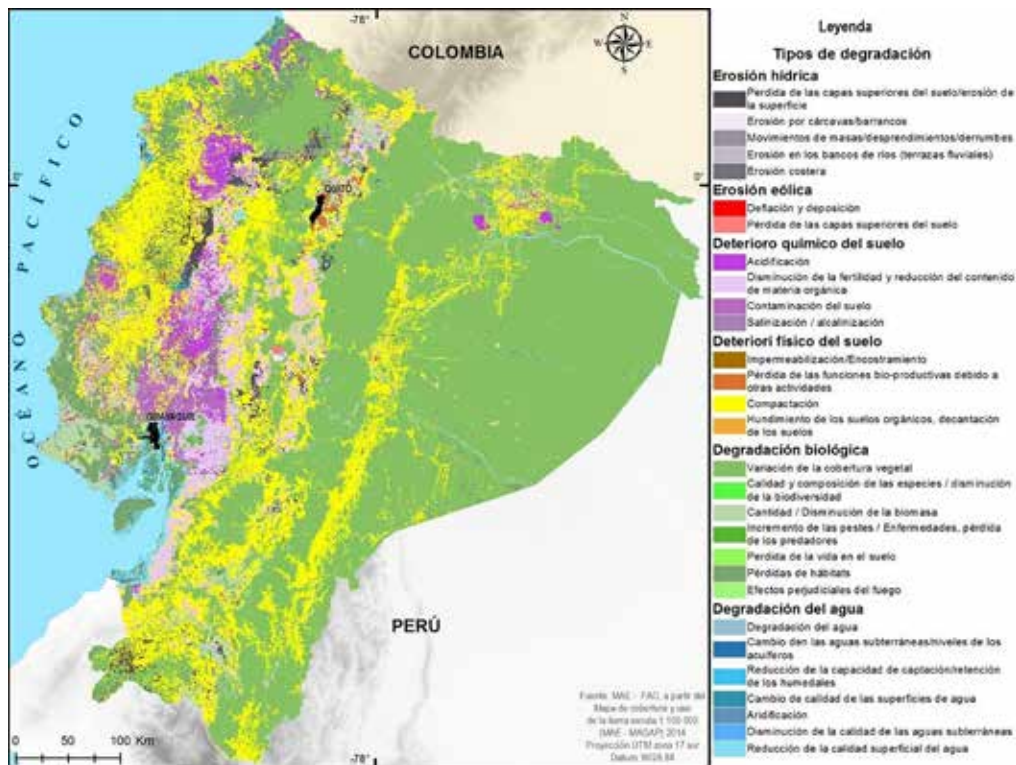 -78°
N
W E
S
COLOMBIA
OCÉANO PACÍFICO
QUITO
GUAYAQUIL
PERÚ
0 50 100 Km
-78°
Fuente: MAE - FAO, a partir del
Mapa de cobertura y uso
de la tierra escala 1:100 000
(MAE - MAGAP) 2014
Proyección UTM zona 17 sur
Datum: WGS 84
Leyenda
Tipos de degradación
Erosión hídrica
Perdida de las capas superiores del suelo/erosión de
la superficie
Erosión por cárcavas/barrancos
Movimientos de masas/desprendimientos/derrumbes
Erosión en los bancos de ríos (terrazas fluviales)
Erosión costera
Erosión eólica
Deflación y deposición
Pérdida de las capas superiores del suelo
Deterioro químico del suelo
Acidificación
Disminución de la fertilidad y reducción del contenido
de materia orgánica
Contaminación del suelo
Salinización / alcalinización
Deteriori físico del suelo
Impermeabilización/Encostramiento
Pérdida de las funciones bio-productivas debido a
otras actividades
Compactación
Hundimiento de los suelos orgánicos, decantación
de los suelos
Degradación biológica
Variación de la cobertura vegetal
Calidad y composición de las especies / disminución
de la biodiversidad
Cantidad / Disminución de la biomasa
Incremento de las pestes / Enfermedades, pérdida
de los predadores
Perdida de la vida en el suelo
Pérdidas de hábitats
Efectos perjudiciales del fuego
Degradación del agua
Degradación del agua
Cambio den las aguas subterráneas/niveles de los
acuíferos
Reducción de la capacidad de captación/retención
de los humedales
Cambio de calidad de las superficies de agua
Aridificación
Disminución de la calidad de las aguas subterráneas
Reducción de la calidad superficial del agua